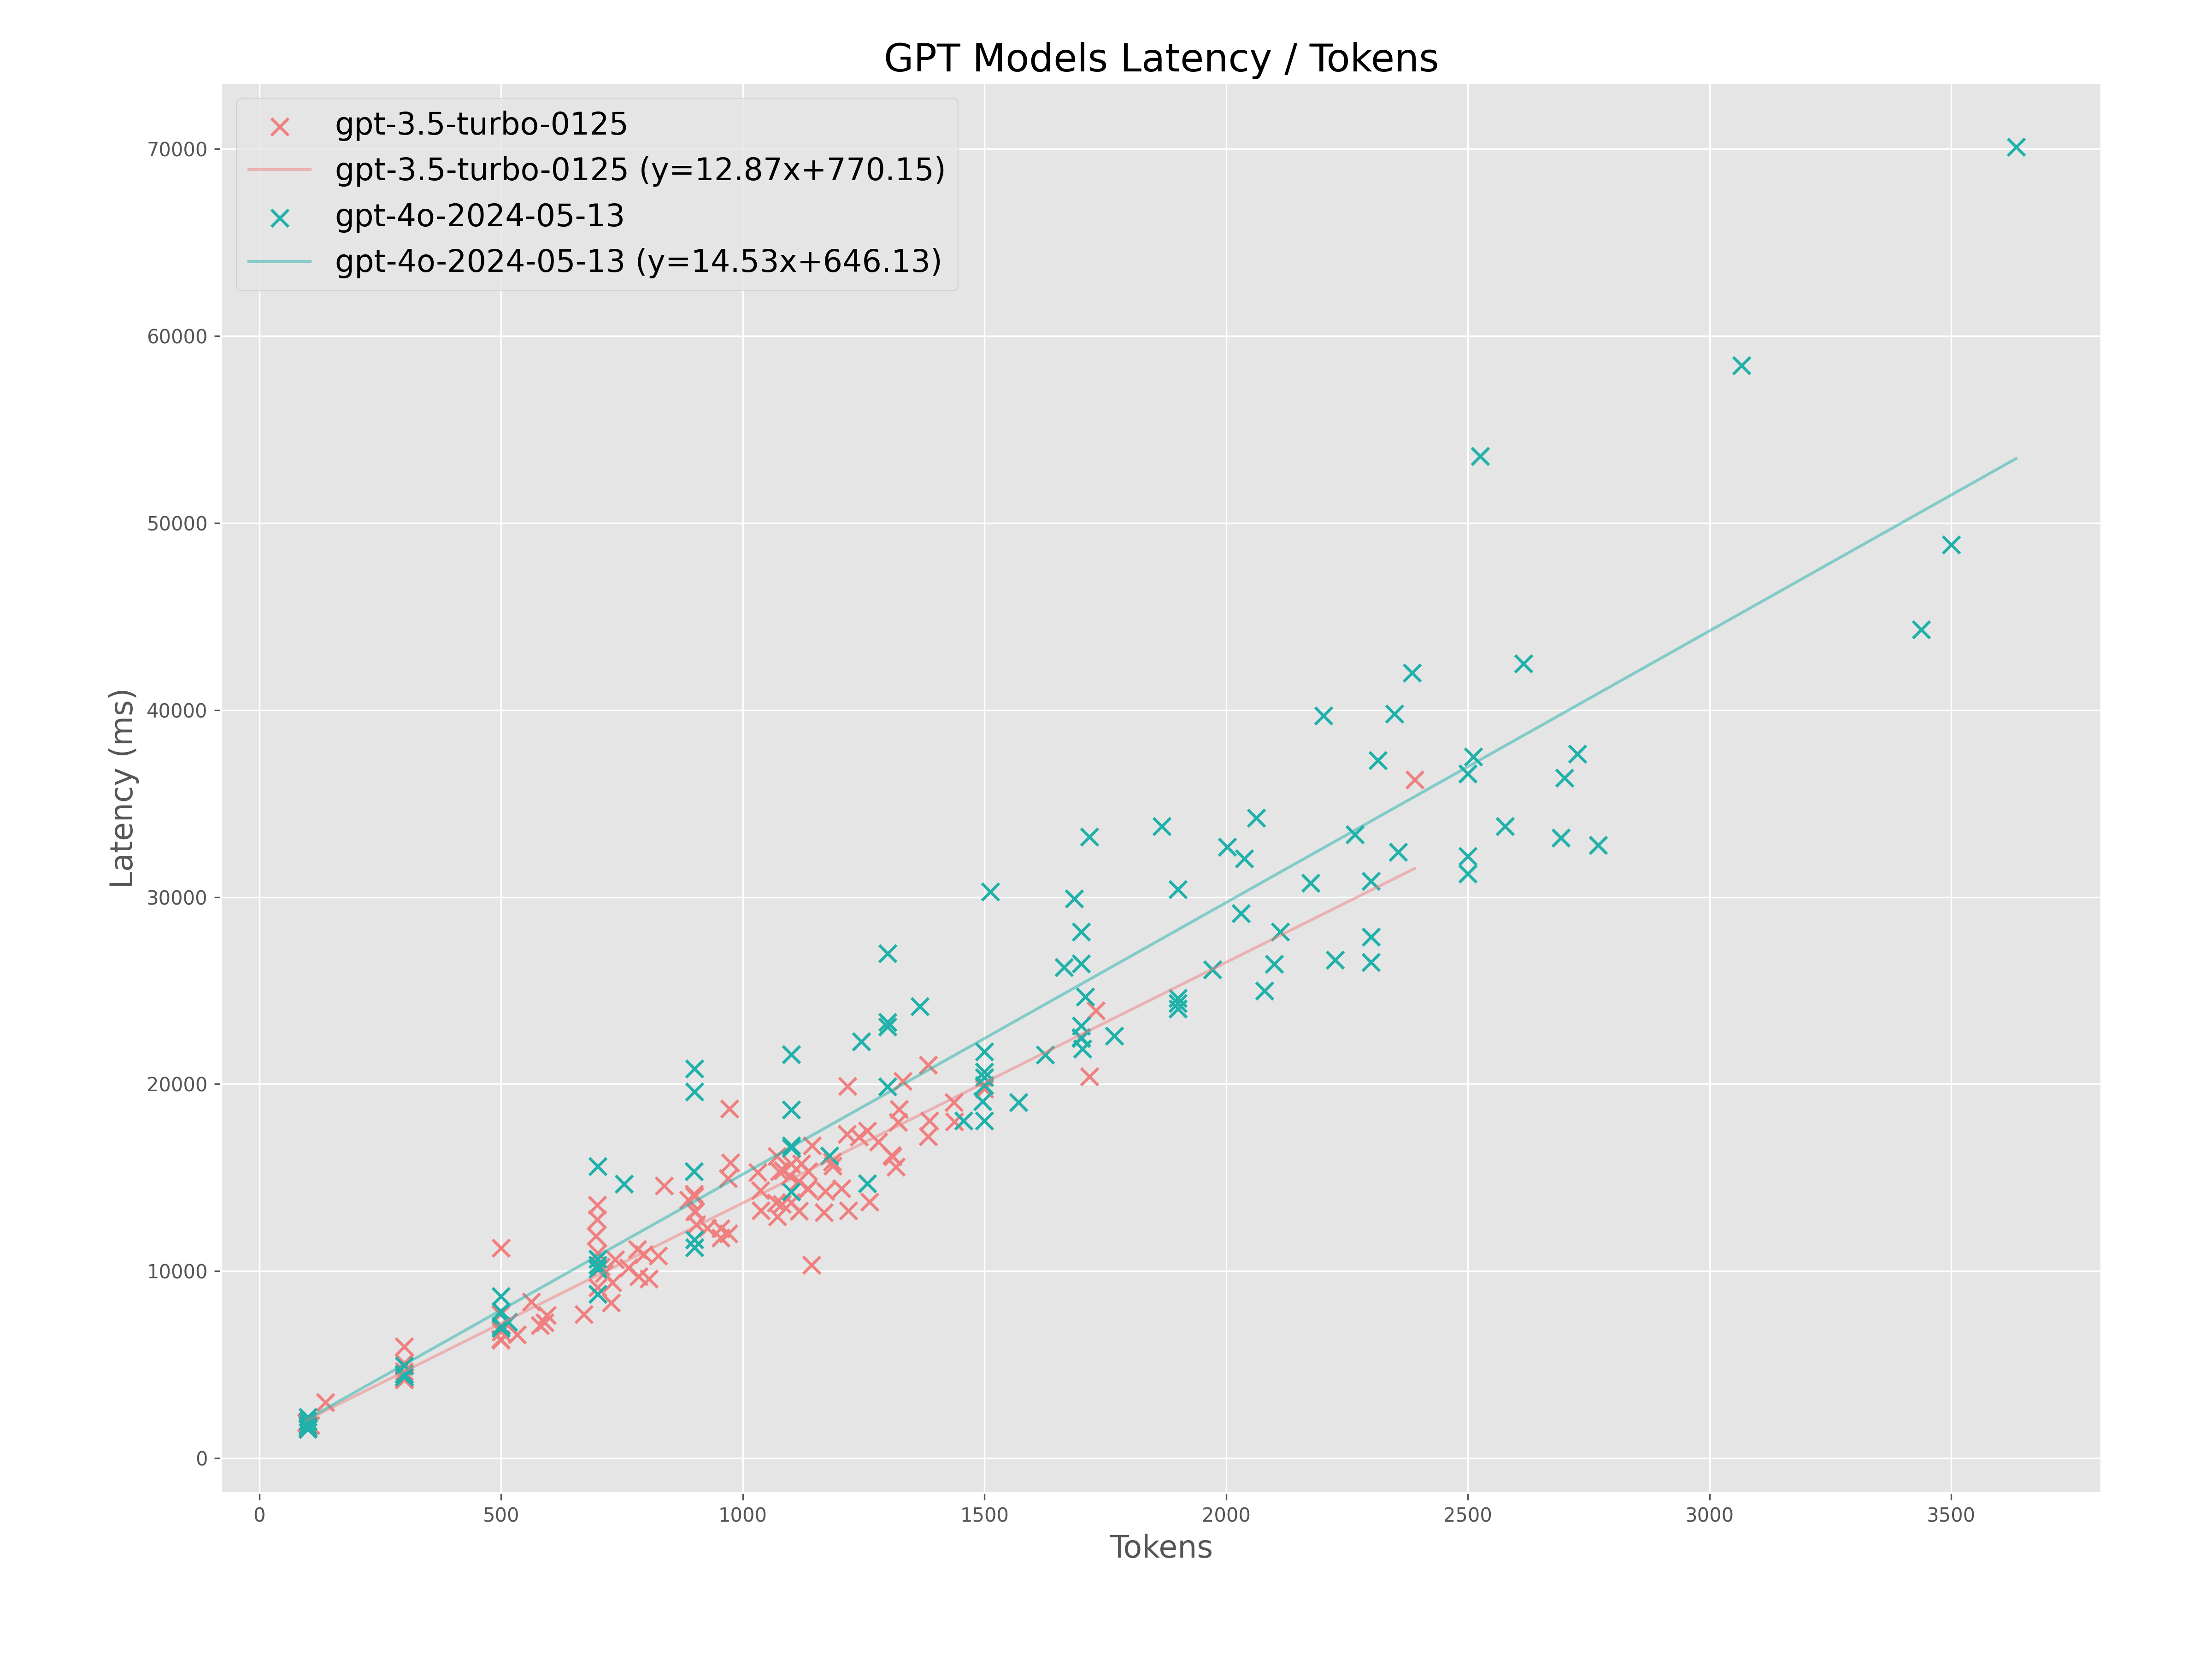 GPT Models Latency / Tokens
gpt-3.5-turbo-0125
gpt-3.5-turbo-0125 (y=12.87x+770.15)
gpt-4o-2024-05-13
gpt-4o-2024-05-13 (y=14.53x+646.13)
70000
60000
50000
40000
30000
20000
10000
0
Latency (ms)
0 500 1000 1500 2000 2500 3000 3500
Tokens